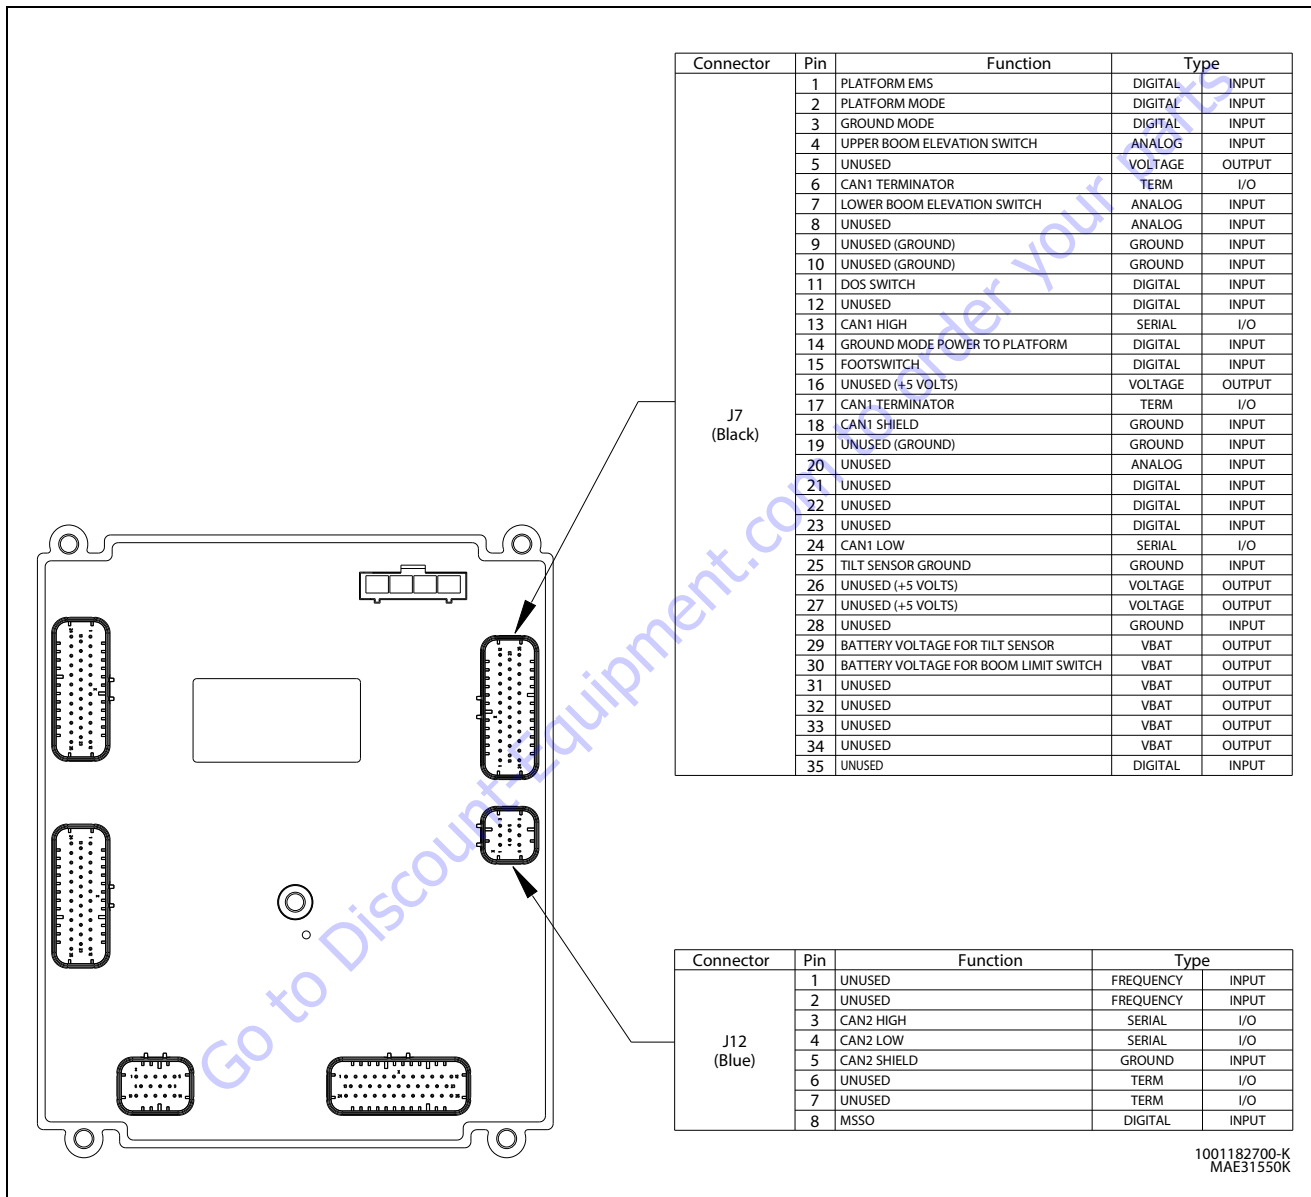 Connector Pin Function Type
J7
(Black)
1 PLATFORM EMS DIGITAL INPUT
2 PLATFORM MODE DIGITAL INPUT
3 GROUND MODE DIGITAL INPUT
4 UPPER BOOM ELEVATION SWITCH ANALOG INPUT
5 UNUSED VOLTAGE OUTPUT
6 CAN1 TERMINATOR TERM I/O
7 LOWER BOOM ELEVATION SWITCH ANALOG INPUT
8 UNUSED ANALOG INPUT
9 UNUSED (GROUND) GROUND INPUT
10 UNUSED (GROUND) GROUND INPUT
11 DOS SWITCH DIGITAL INPUT
12 UNUSED DIGITAL INPUT
13 CAN1 HIGH SERIAL I/O
14 GROUND MODE POWER TO PLATFORM DIGITAL INPUT
15 FOOTSWITCH DIGITAL INPUT
16 UNUSED (+5 VOLTS) VOLTAGE OUTPUT
17 CAN1 TERMINATOR TERM I/O
18 CAN1 SHIELD GROUND INPUT
19 UNUSED (GROUND) GROUND INPUT
20 UNUSED ANALOG INPUT
21 UNUSED DIGITAL INPUT
22 UNUSED DIGITAL INPUT
23 UNUSED DIGITAL INPUT
24 CAN1 LOW SERIAL I/O
25 TILT SENSOR GROUND GROUND INPUT
26 UNUSED (+5 VOLTS) VOLTAGE OUTPUT
27 UNUSED (+5 VOLTS) VOLTAGE OUTPUT
28 UNUSED GROUND INPUT
29 BATTERY VOLTAGE FOR TILT SENSOR VBAT OUTPUT
30 BATTERY VOLTAGE FOR BOOM LIMIT SWITCH VBAT OUTPUT
31 UNUSED VBAT OUTPUT
32 UNUSED VBAT OUTPUT
33 UNUSED VBAT OUTPUT
34 UNUSED VBAT OUTPUT
35 UNUSED DIGITAL INPUT
Connector Pin Function Type
J12
(Blue)
1 UNUSED FREQUENCY INPUT
2 UNUSED FREQUENCY INPUT
3 CAN2 HIGH SERIAL I/O
4 CAN2 LOW SERIAL I/O
5 CAN2 SHIELD GROUND INPUT
6 UNUSED TERM I/O
7 UNUSED TERM I/O
8 MSSO DIGITAL INPUT
1001182700-K
MAE31550K
Go to Discount-Equipment.com to order your parts